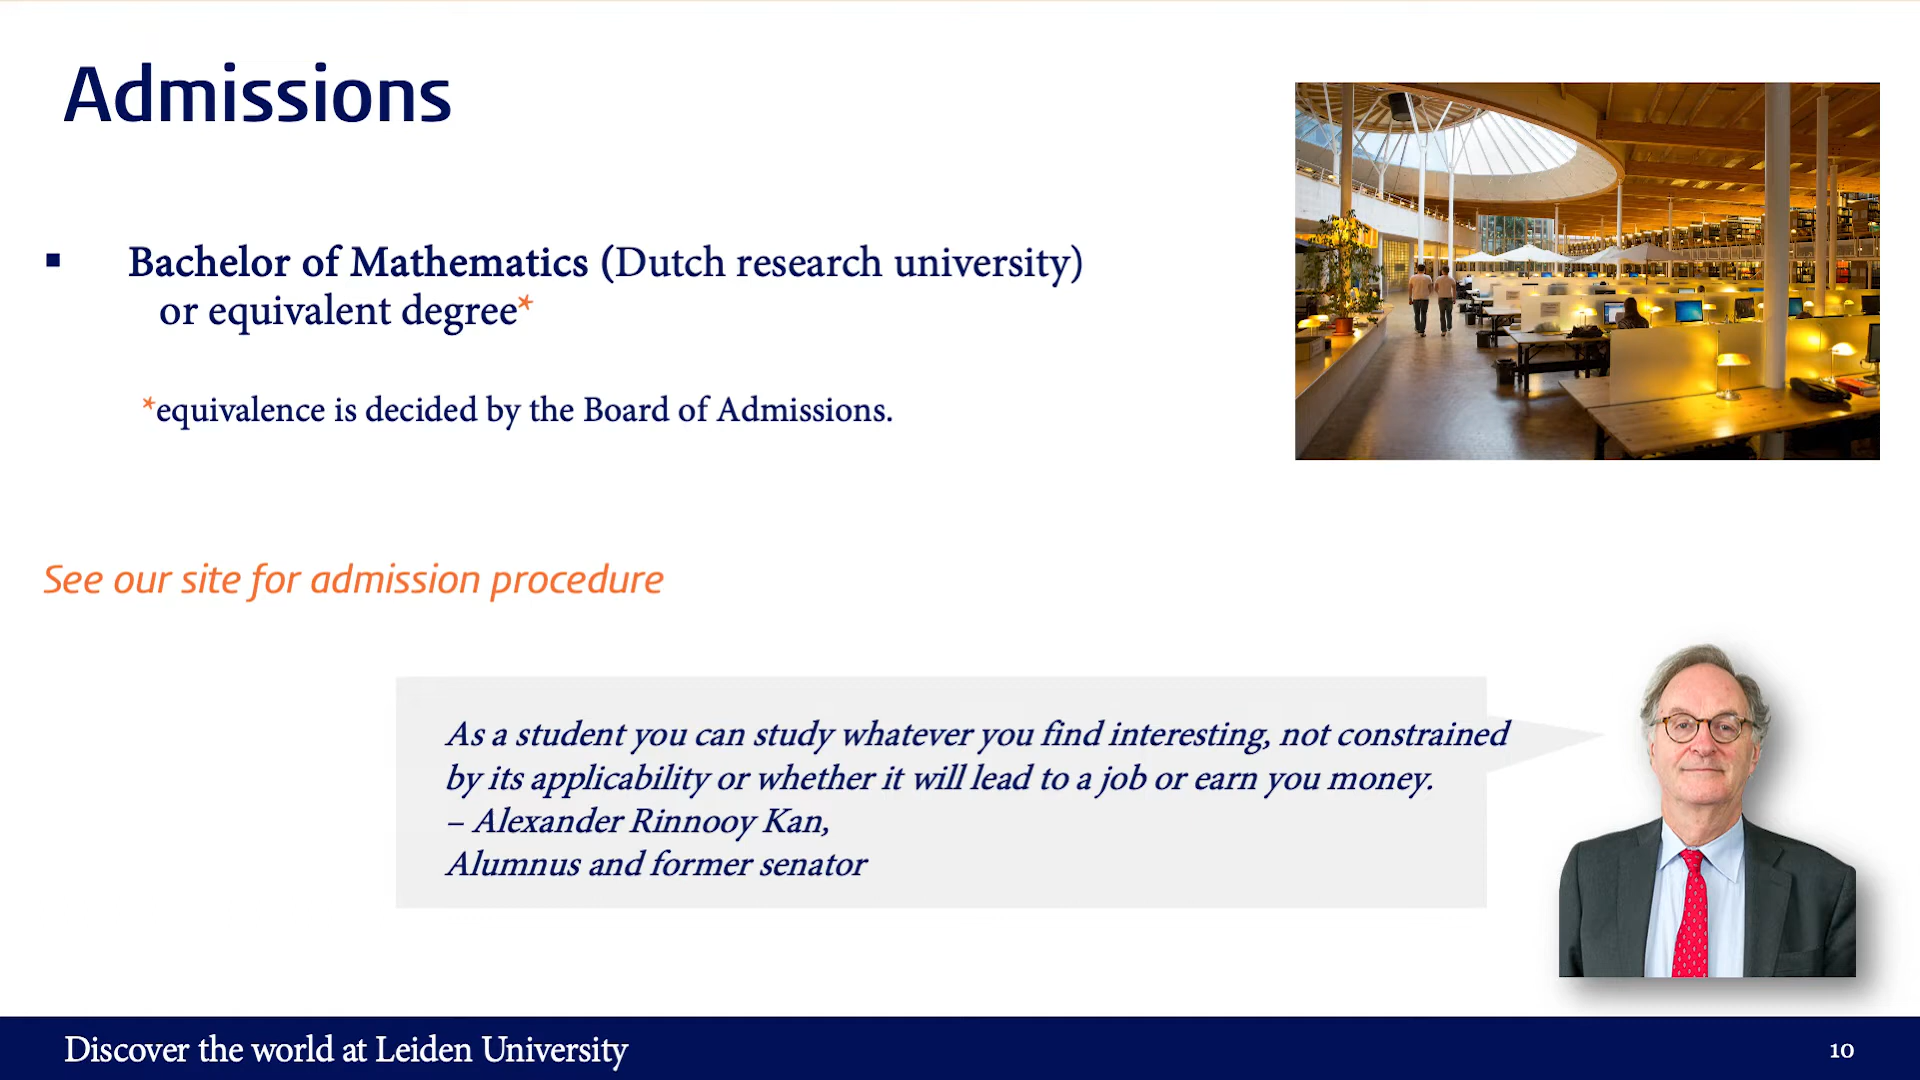 Admissions
▪ Bachelor of Mathematics (Dutch research university)
or equivalent degree*
*equivalence is decided by the Board of Admissions.
See our site for admission procedure
As a student you can study whatever you find interesting, not constrained
by its applicability or whether it will lead to a job or earn you money.
– Alexander Rinnooy Kan,
Alumnus and former senator
Discover the world at Leiden University
10